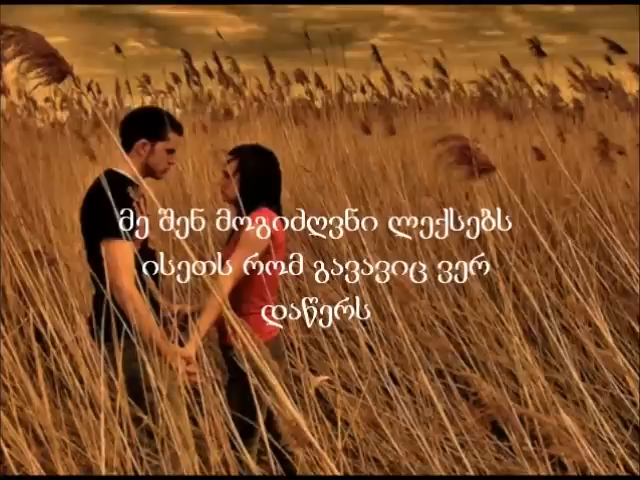 მე შენ მოგიძღვნი ლექსებს
ისეთს რომ გავავიც ვერ
დაწერს